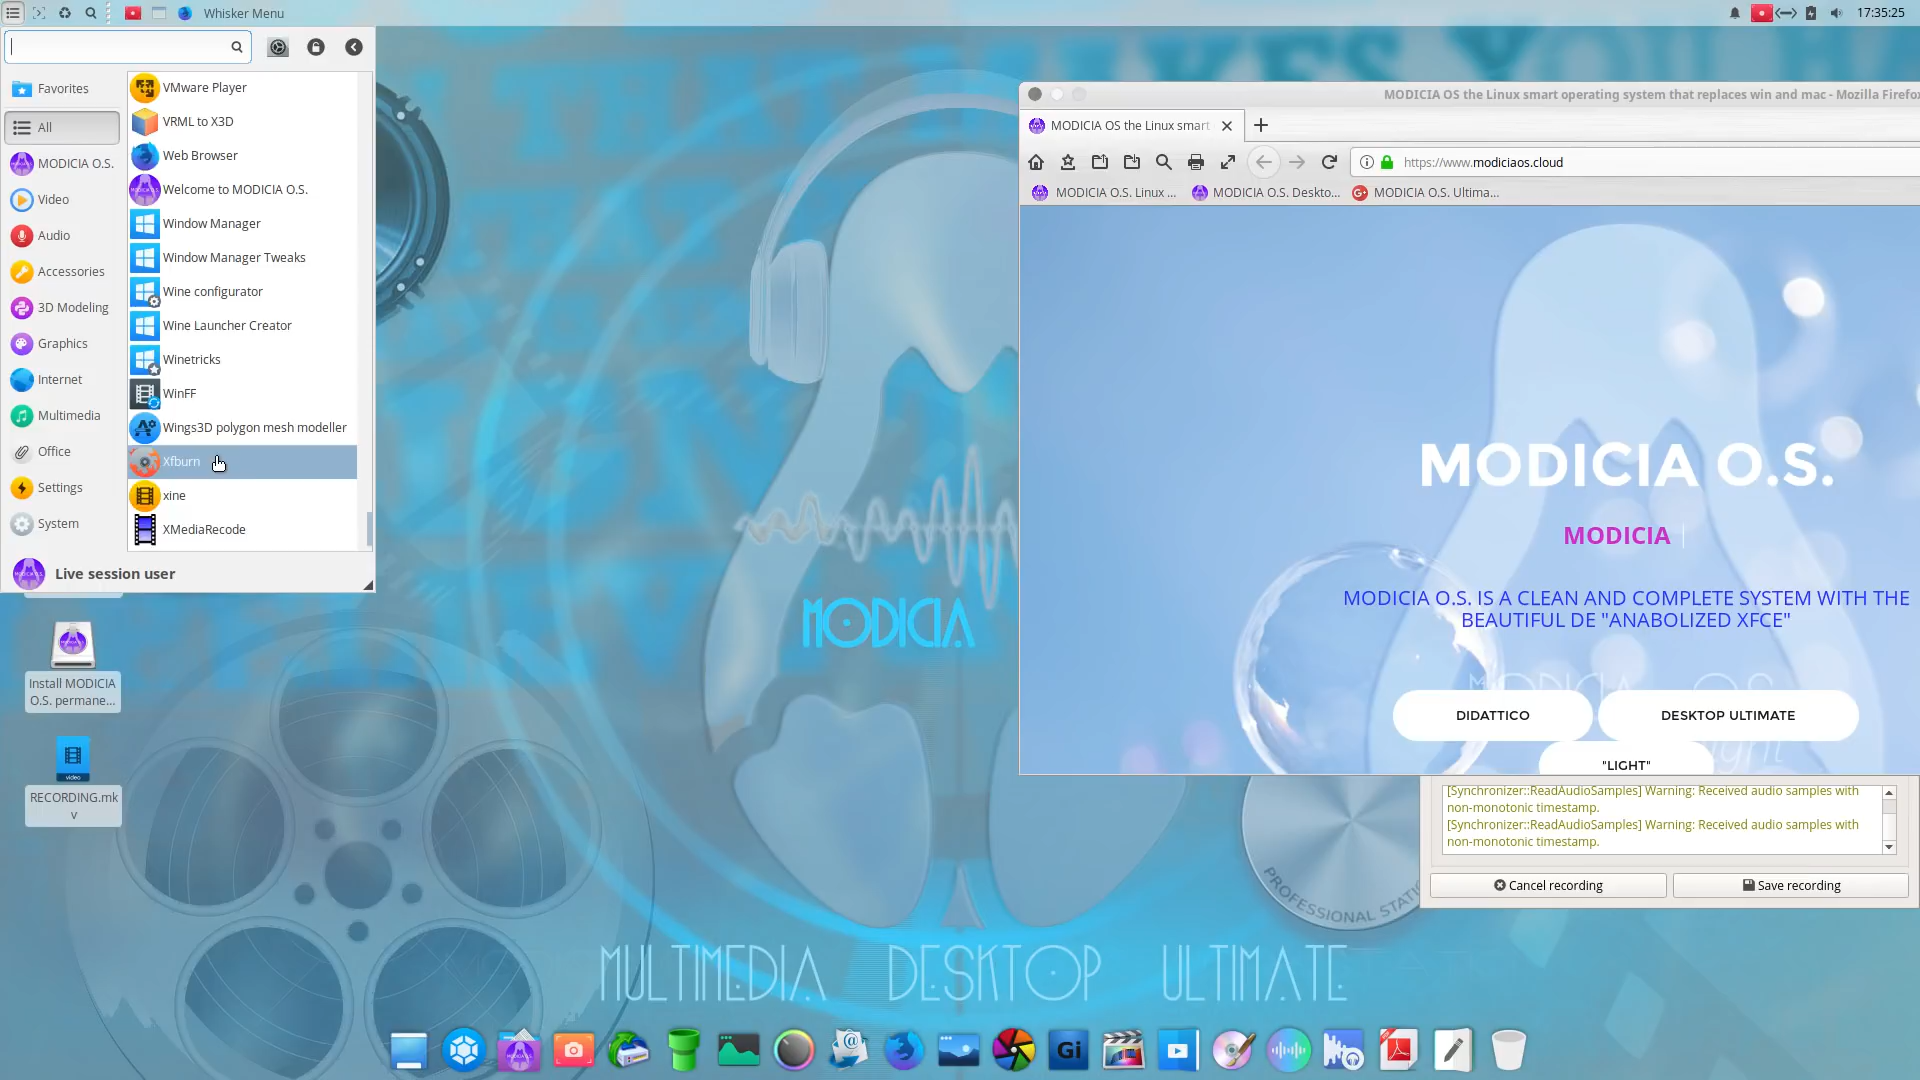 Whisker Menu
17:35:25
Favorites
All
MODICIA O.S.
Video
Audio
Accessories
3D Modeling
Graphics
Internet
Multimedia
Office
Settings
System
VMware Player
VRML to X3D
Web Browser
Welcome to MODICIA O.S.
Window Manager
Window Manager Tweaks
Wine configurator
Wine Launcher Creator
Winetricks
WinFF
Wings3D polygon mesh modeller
Xfburn
xine
XMediaRecode
Live session user
Install MODICIA
O.S. permane...
video
RECORDING.mk
v
MODICIA
MULTIMEDIA DESKTOP ULTIMATE
MODICIA OS the Linux smart operating system that replaces win and mac - Mozilla Firefox
MODICIA OS the Linux smart
https://www.modiciaos.cloud
MODICIA O.S. Linux ...
MODICIA O.S. Deskto...
MODICIA O.S. Ultima...
MODICIA O.S.
MODICIA
MODICIA O.S. IS A CLEAN AND COMPLETE SYSTEM WITH THE
BEAUTIFUL DE "ANABOLIZED XFCE"
DIDATTICO
DESKTOP ULTIMATE
"LIGHT"
[Synchronizer::ReadAudioSamples] Warning: Received audio samples with
non-monotonic timestamp.
[Synchronizer::ReadAudioSamples] Warning: Received audio samples with
non-monotonic timestamp.
Cancel recording
Save recording
PROFESSIONAL STATI
Gi